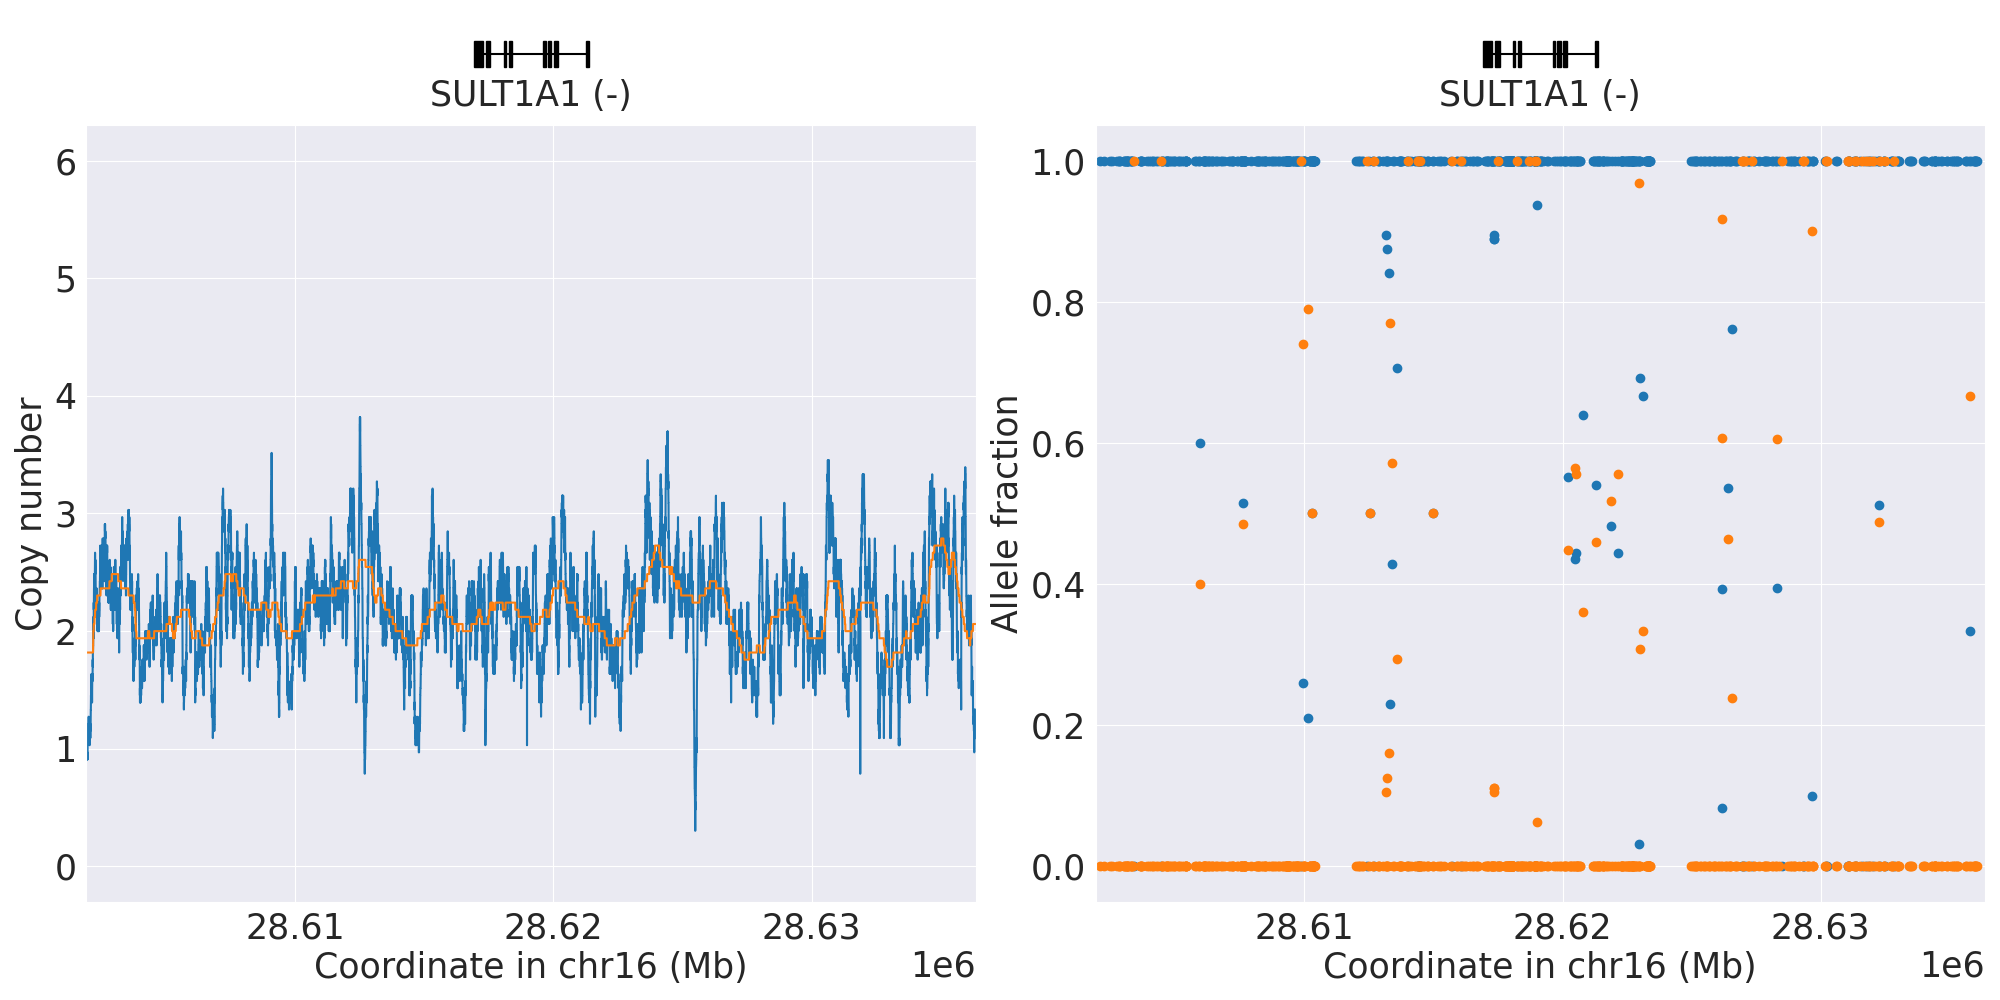 SULT1A1 (-)
6
5
4
3
2
1
0
Copy number
28.61
28.62
28.63
Coordinate in chr16 (Mb)
1e6
SULT1A1 (-)
1.0
0.8
0.6
0.4
0.2
0.0
Allele fraction
28.61
28.62
28.63
Coordinate in chr16 (Mb)
1e6